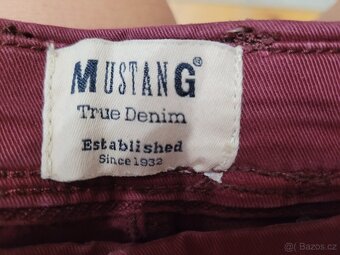 MUSTANG®
True Denim
Established
Since 1932
© Bazos.cz